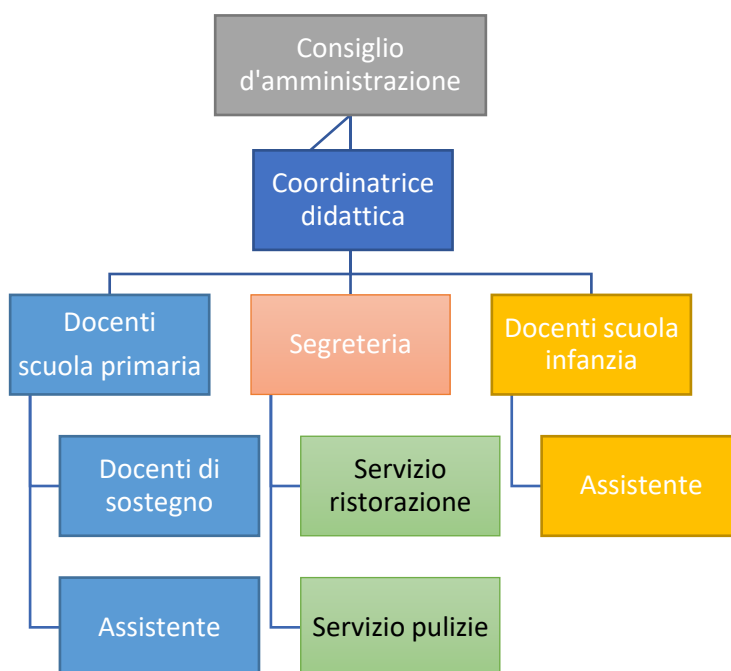 Consiglio
d'amministrazione
Coordinatrice
didattica
Docenti
scuola primaria
Segreteria
Docenti scuola
infanzia
Docenti di
sostegno
Servizio
ristorazione
Assistente
Assistente
Servizio pulizie